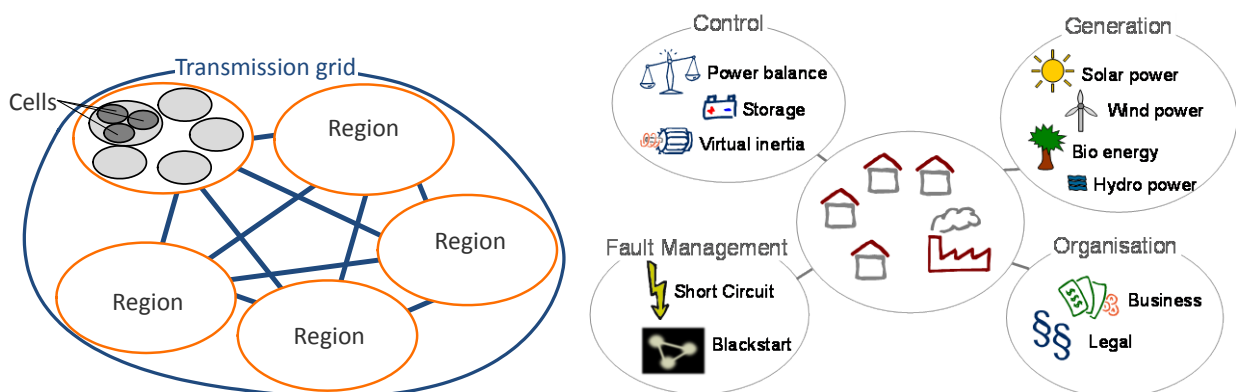 Transmission grid
Cells
Region
Region
Region
Region
Control
Power balance
Storage
Virtual inertia
Generation
Solar power
Wind power
Bio energy
Hydro power
Fault Management
Short Circuit
Blackstart
Organisation
$$$
Business
§§
Legal